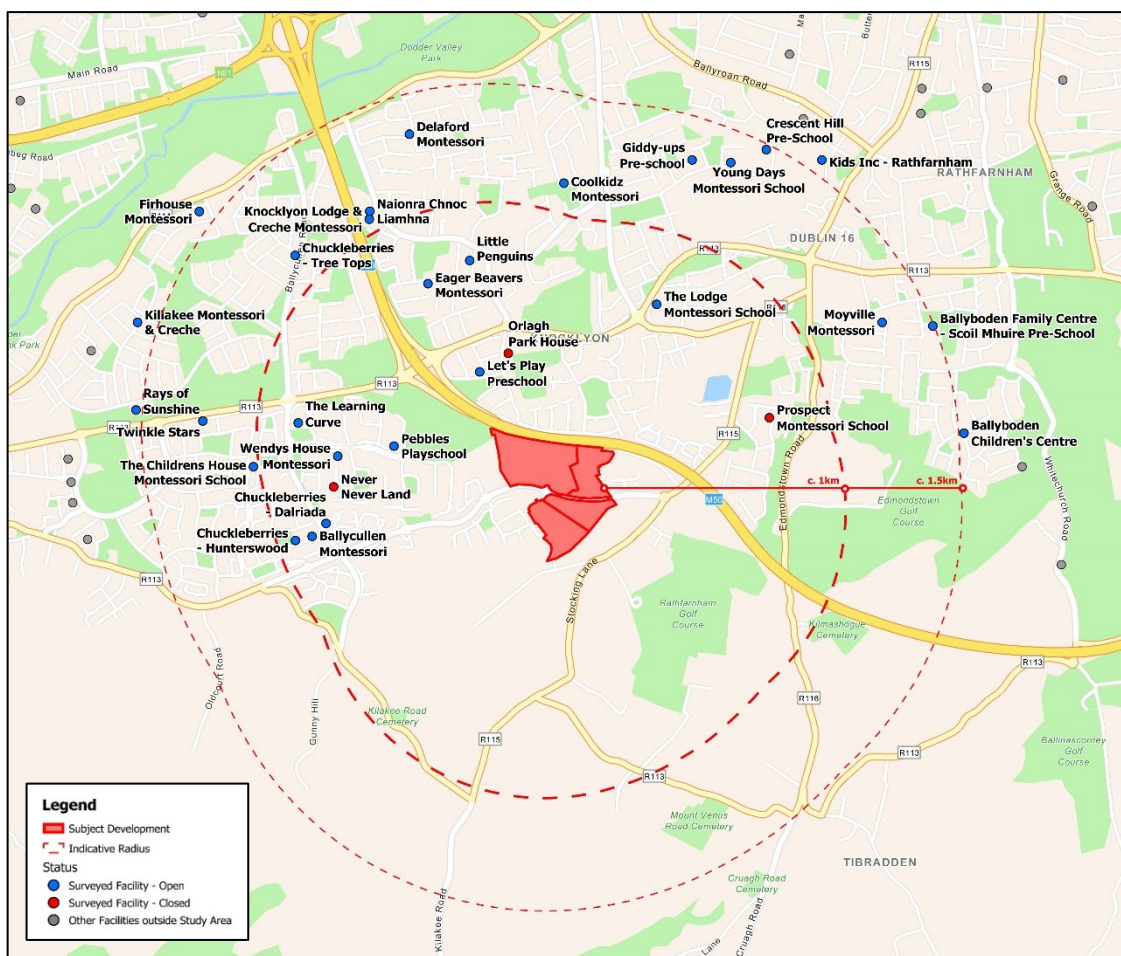 Dodder Valley
Park
Main Road
N81
Ballyroan Road
R115
Delaford
Montessori
Crescent Hill
Pre-School
Giddy-ups
Pre-school
Young Days
Montessori School
Kids Inc - Rathfarnham
RATHFARNHAM
Grange Road
Coolkidz
Montessori
Firhouse
Montessori
Knocklyon Lodge &
Creche Montessori
Naionra Chnoc
Liamhna
Chuckleberries
- Tree Tops
Little
Penguins
Eager Beavers
Montessori
DUBLIN 16
R113
R113
The Lodge
Montessori School
Killakee Montessori
& Creche
Moyville
Montessori
Ballyboden Family Centre
- Scoil Mhuire Pre-School
Orlagh
Park House
KNOCKLYON
Let's Play
Preschool
R113
Rays of
Sunshine
R113
Twinkle Stars
The Learning
Curve
Pebbles
Playschool
Wendys House
Montessori
The Childrens House
Montessori School
Never
Never Land
Prospect
Montessori School
R115
Edmondstown Road
Ballyboden
Children's Centre
Whitechurch Road
c. 1km
c. 1.5km
M50
Edmondstown
Golf
Course
Chuckleberries
- Dalriada
Chuckleberries
- Hunterswood
Ballycullen
Montessori
R113
Stocking Lane
Rathfarnham
Golf
Course
Kilmashogue
Cemetery
Oldcourt Road
Gunny Hill
Kilakee Road
Cemetery
R115
R116
R113
R113
R113
Ballinascorney
Golf
Course
Mount Venus
Road Cemetery
TIBRADDEN
Cruagh Road
Cemetery
Kilakee Road
Lane
Cruagh Road
Legend
Subject Development
Indicative Radius
Status
Surveyed Facility - Open
Surveyed Facility - Closed
Other Facilities outside Study Area